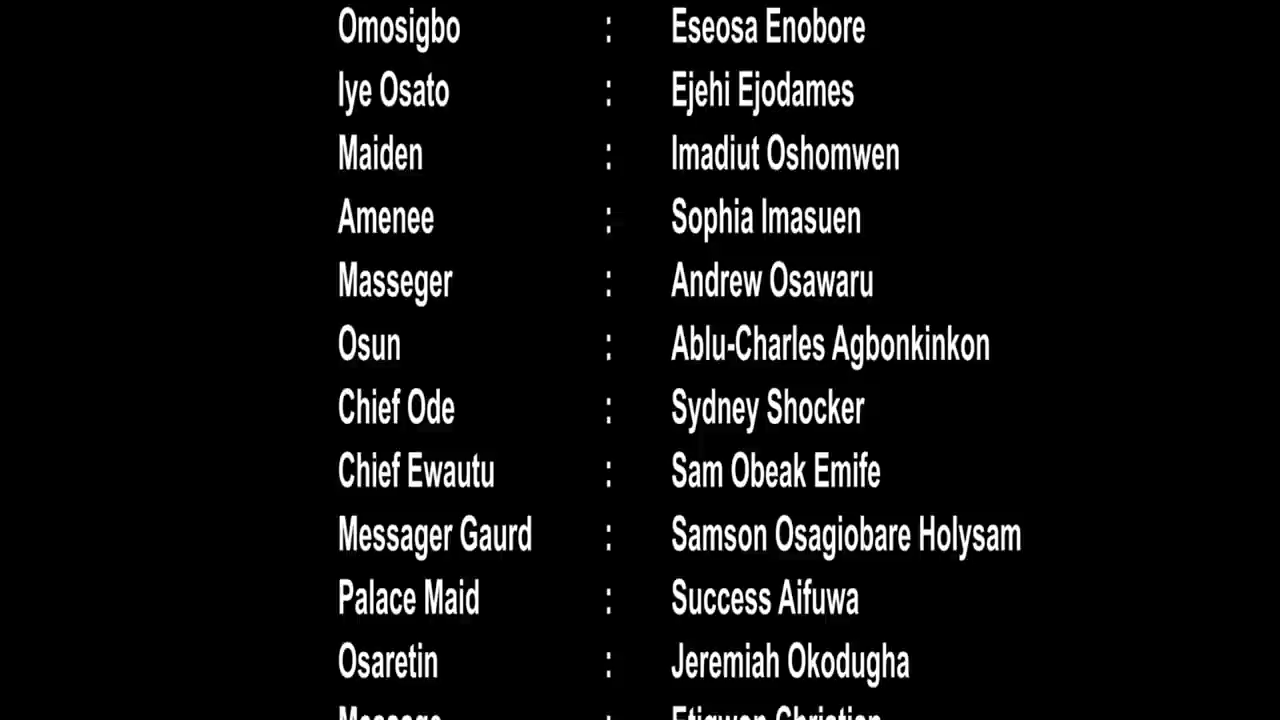 Omosigbo : Eseosa Enobore
Iye Osato : Ejehi Ejodames
Maiden : Imadiut Oshomwen
Amenee : Sophia Imasuen
Masseger : Andrew Osawaru
Osun : Ablu-Charles Agbonkinkon
Chief Ode : Sydney Shocker
Chief Ewautu : Sam Obeak Emife
Messager Gaurd : Samson Osagiobare Holysam
Palace Maid : Success Aifuwa
Osaretin : Jeremiah Okodugha
: Christian